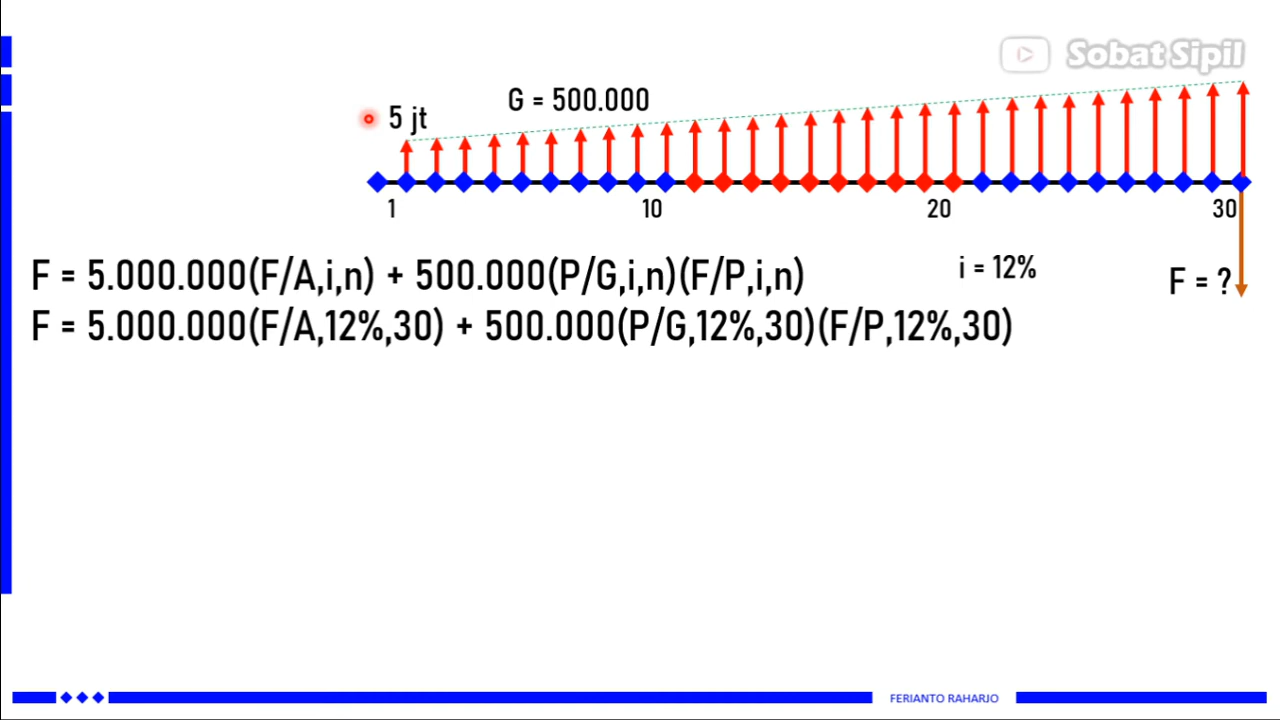 Sobat Sipil
G = 500.000
5 jt
1
10
20
30
F = 5.000.000(F/A,i,n) + 500.000(P/G,i,n)(F/P,i,n)
i = 12%
F = ?
F = 5.000.000(F/A,12%,30) + 500.000(P/G,12%,30)(F/P,12%,30)
FERIANTO RAHARJO